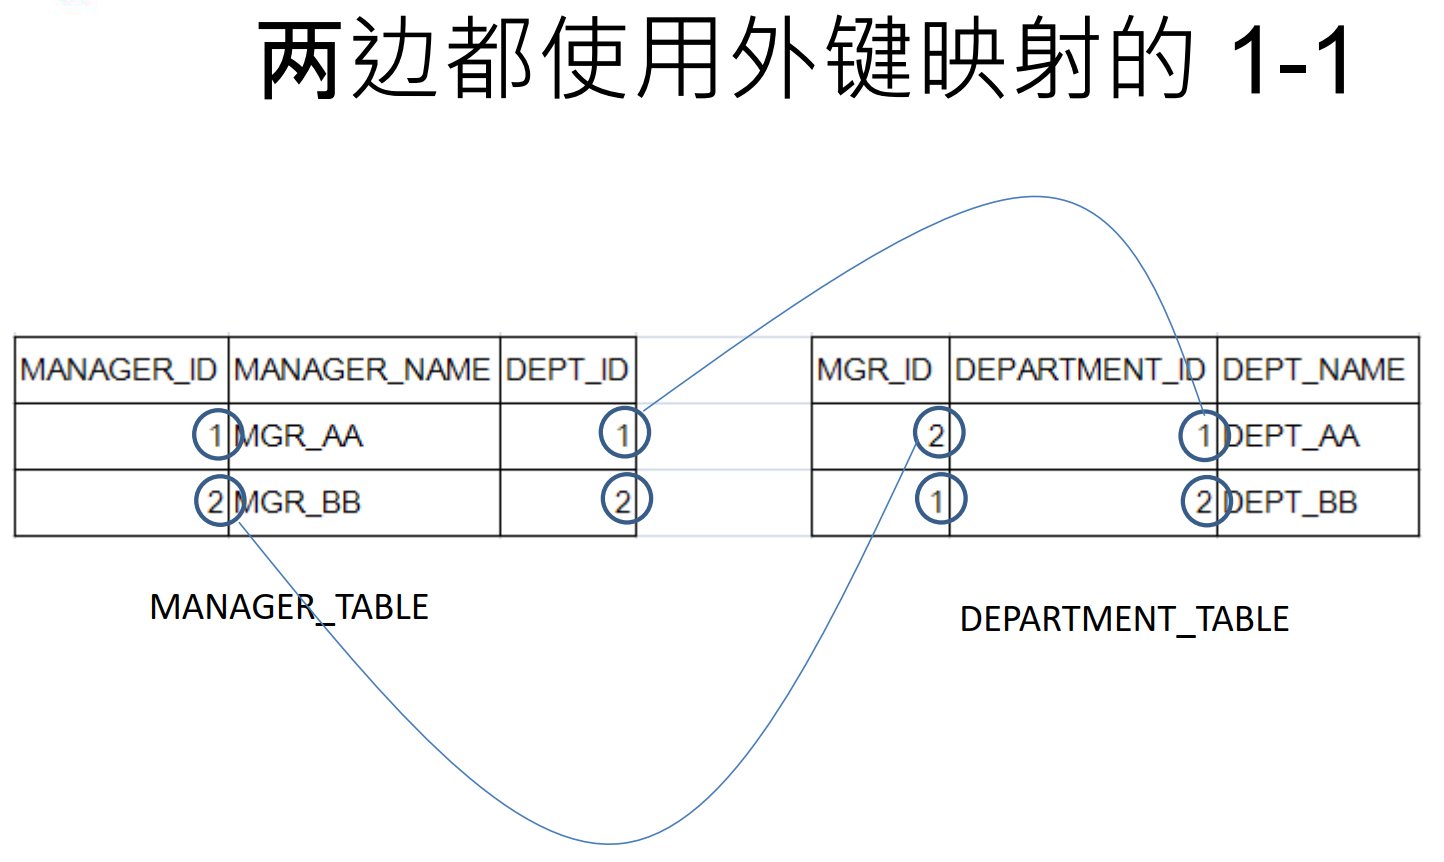 两边都使用外键映射的 1-1
MANAGER_ID MANAGER_NAME DEPT_ID
1 MGR_AA 1
2 MGR_BB 2
MANAGER_TABLE
MGR_ID DEPARTMENT_ID DEPT_NAME
2 1 DEPT_AA
1 2 DEPT_BB
DEPARTMENT_TABLE